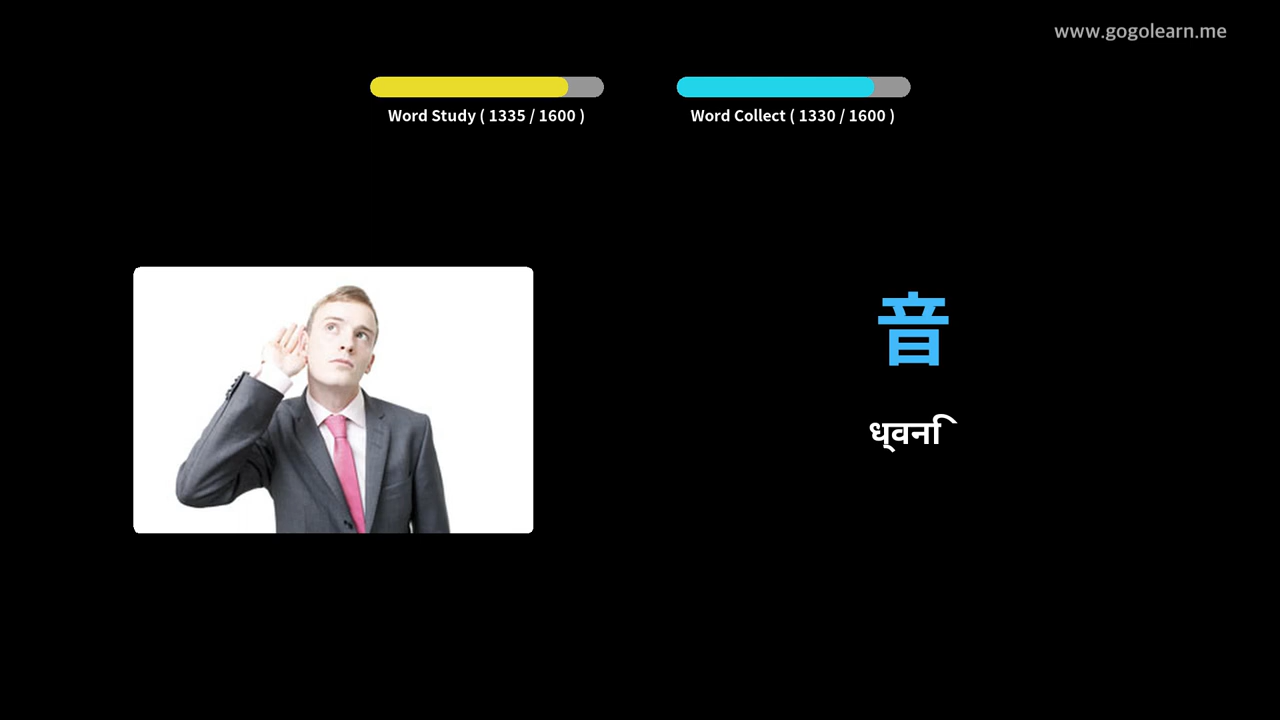 www.gogolearn.me
Word Study ( 1335 / 1600 )
Word Collect ( 1330 / 1600 )
音
ध्वनि